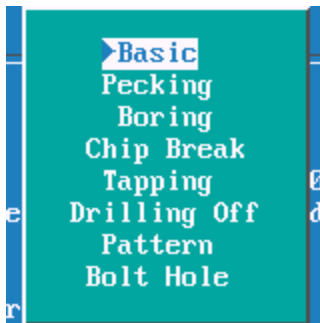 Basic
Pecking
Boring
Chip Break
Tapping
Drilling Off
Pattern
Bolt Hole